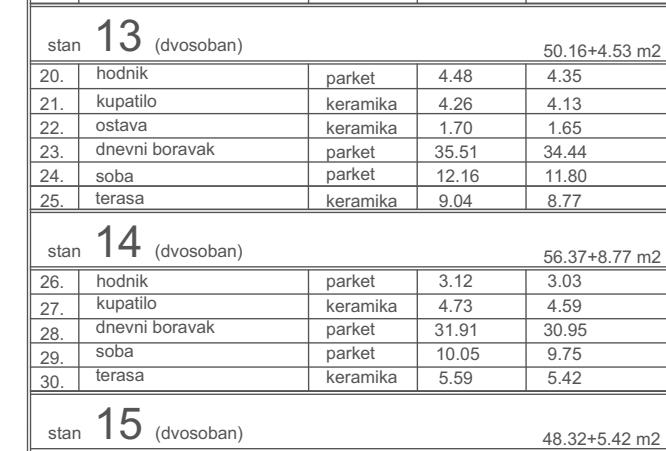 stan 13 (dvosoban) 50.16+4.53 m2
20. hodnik parket 4.48 4.35
21. kupatilo keramika 4.26 4.13
22. ostava keramika 1.70 1.65
23. dnevni boravak parket 35.51 34.44
24. soba parket 12.16 11.80
25. terasa keramika 9.04 8.77
stan 14 (dvosoban) 56.37+8.77 m2
26. hodnik parket 3.12 3.03
27. kupatilo keramika 4.73 4.59
28. dnevni boravak parket 31.91 30.95
29. soba parket 10.05 9.75
30. terasa keramika 5.59 5.42
stan 15 (dvosoban) 48.32+5.42 m2